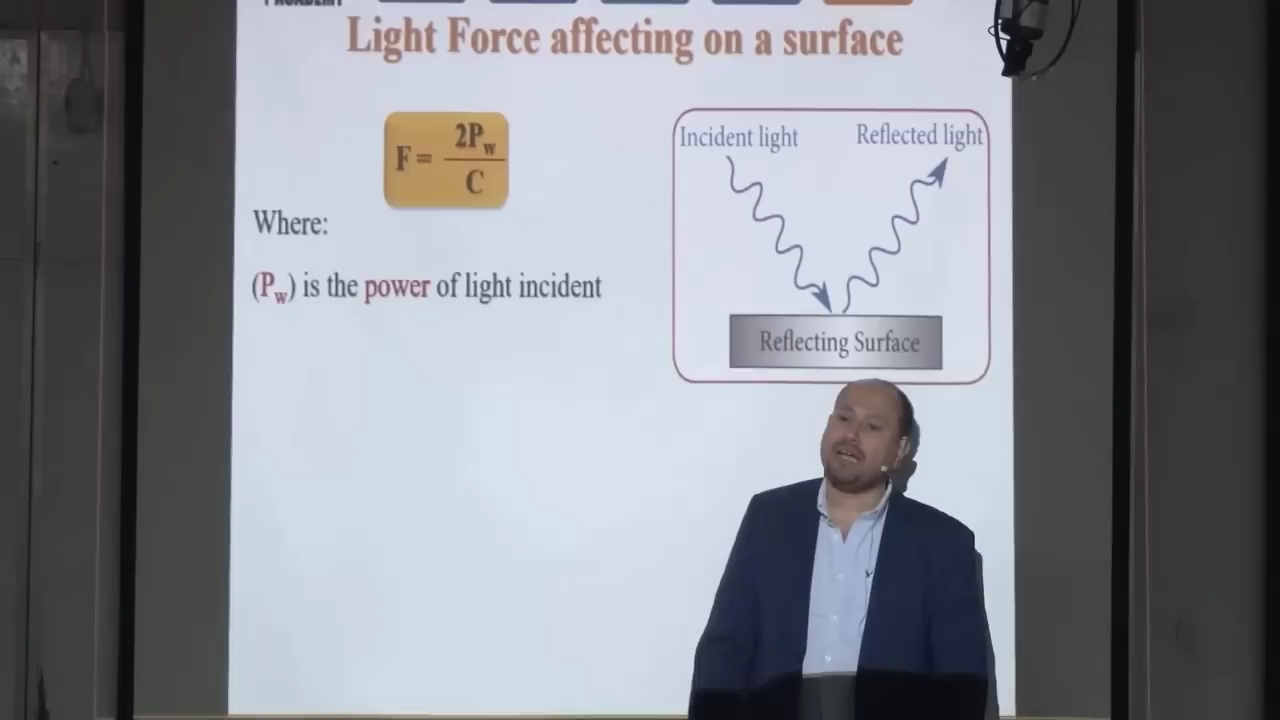 ACADEMY
Light Force affecting on a surface
F = 2Pw / C
Incident light
Reflected light
Where:
(Pw) is the power of light incident
Reflecting Surface